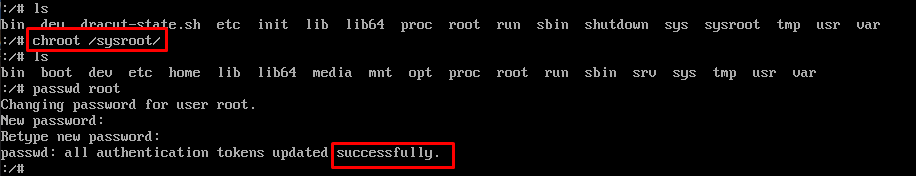 :/# ls
bin dev dracut-state.sh etc init lib lib64 proc root run sbin shutdown sys sysroot tmp usr var
:/# chroot /sysroot/
:/# ls
bin boot dev etc home lib lib64 media mnt opt proc root run sbin srv sys tmp usr var
:/# passwd root
Changing password for user root.
New password:
Retype new password:
passwd: all authentication tokens updated successfully.
:/#